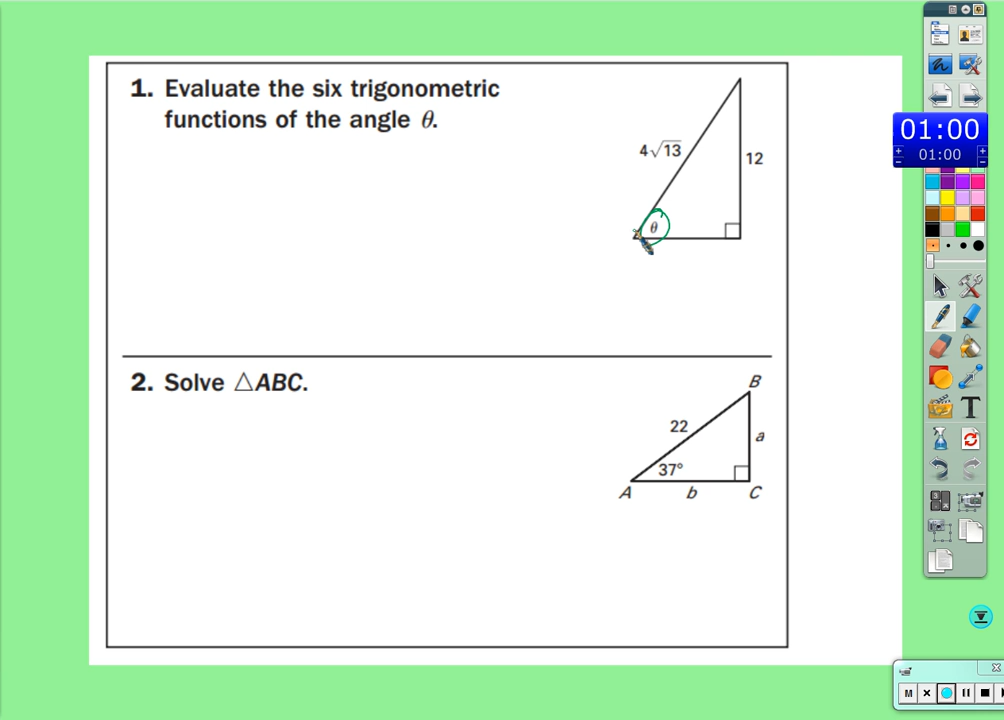 1. Evaluate the six trigonometric
functions of the angle θ.
4√13
12
θ
01:00
01:00
2. Solve △ABC.
B
22
a
37°
A
b
C
T
M